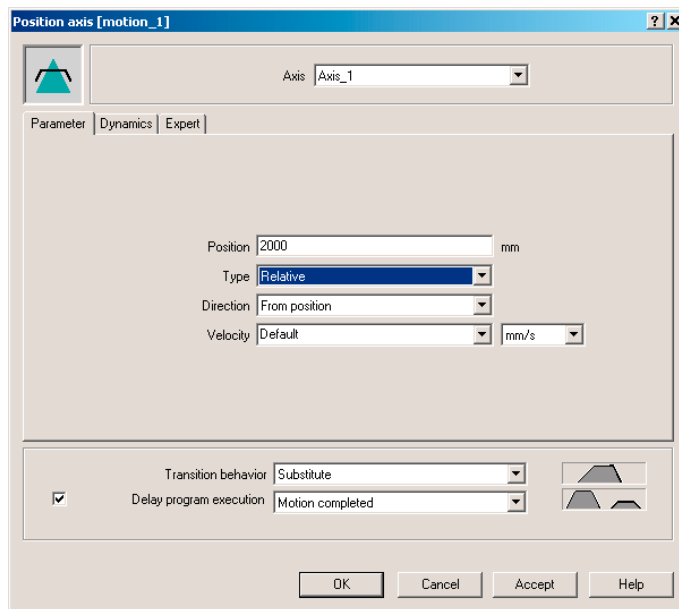 Position axis [motion_1]
Axis Axis_1
Parameter Dynamics Expert
Position 2000 mm
Type Relative
Direction From position
Velocity Default mm/s
Transition behavior Substitute
Delay program execution Motion completed
OK Cancel Accept Help